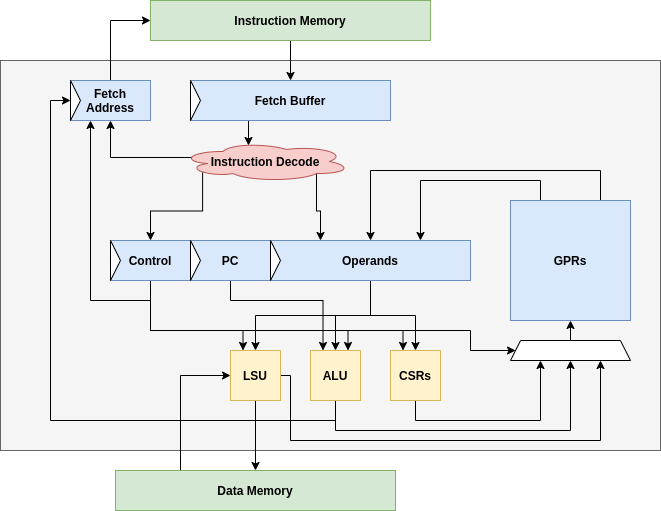 Instruction Memory
Fetch
Address
Fetch Buffer
Instruction Decode
Control
PC
Operands
GPRs
LSU
ALU
CSRs
Data Memory